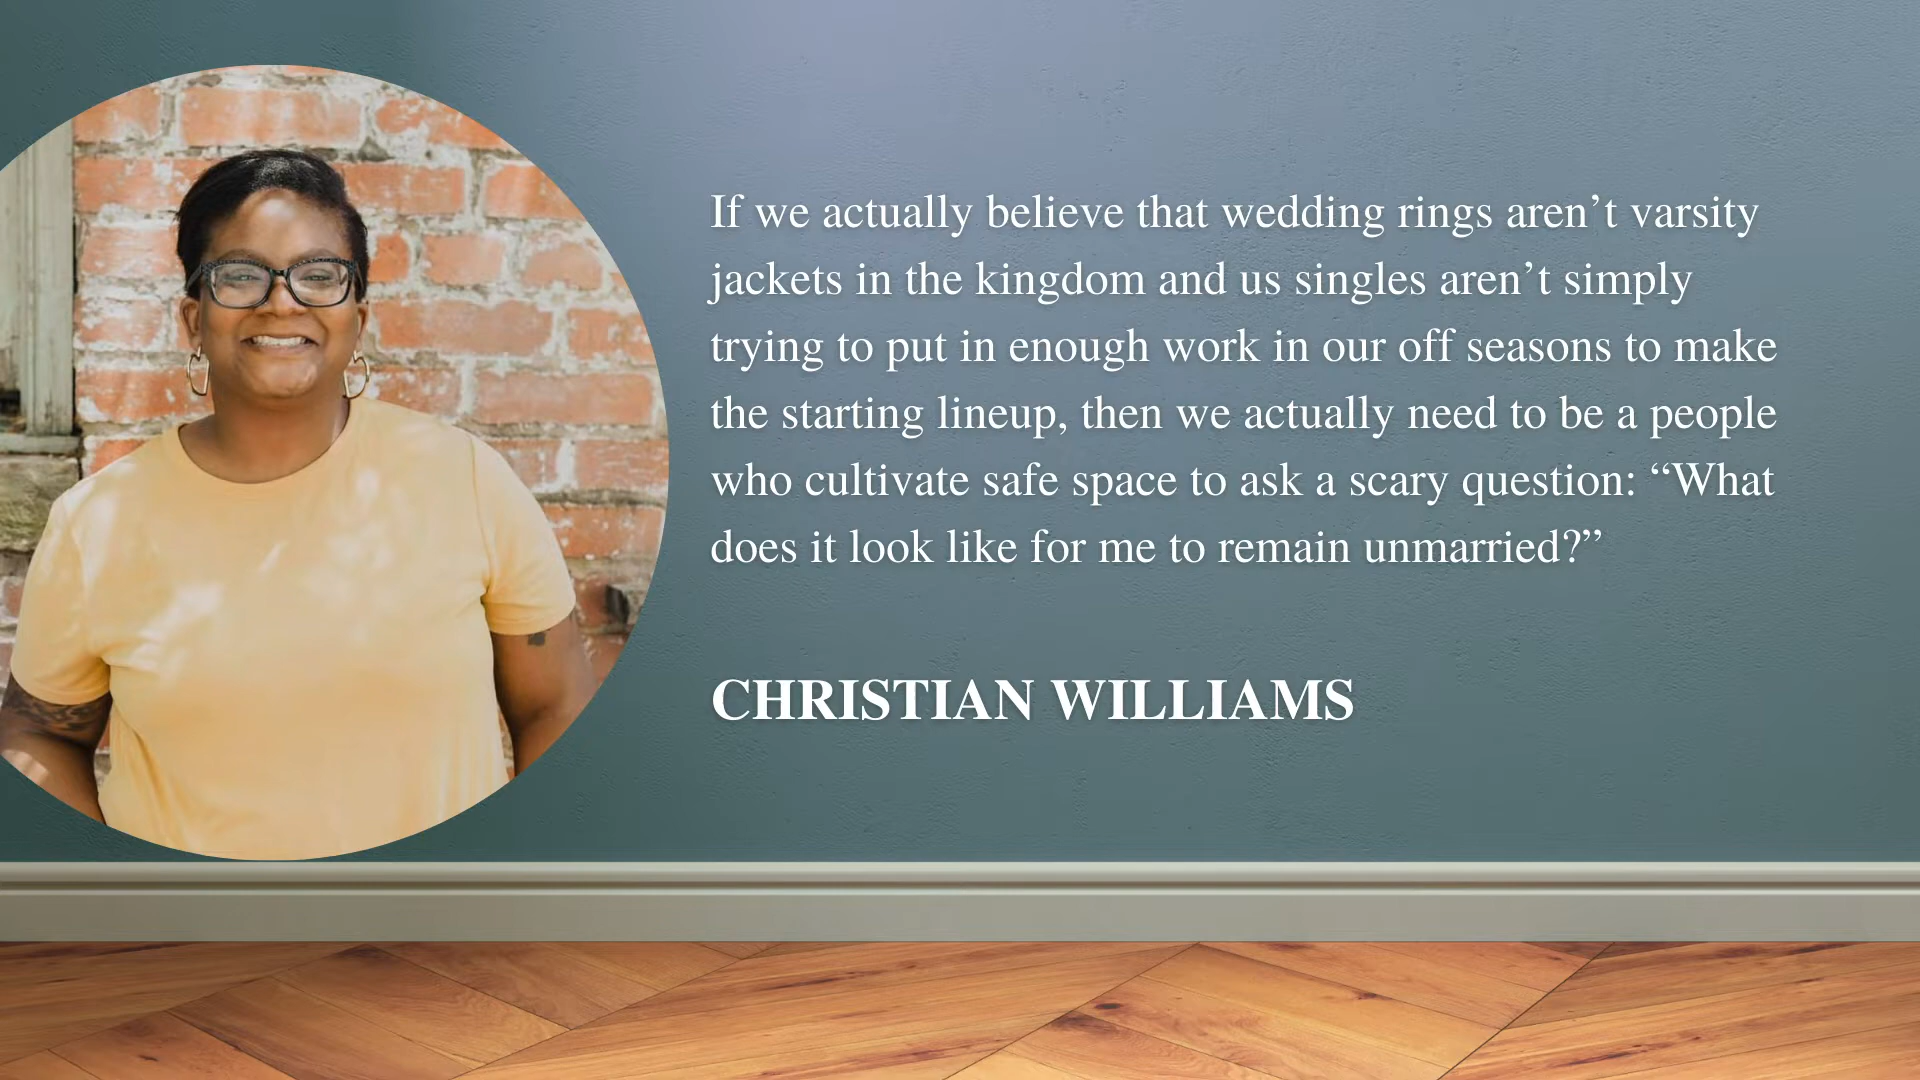 If we actually believe that wedding rings aren’t varsity
jackets in the kingdom and us singles aren’t simply
trying to put in enough work in our off seasons to make
the starting lineup, then we actually need to be a people
who cultivate safe space to ask a scary question: “What
does it look like for me to remain unmarried?”
CHRISTIAN WILLIAMS